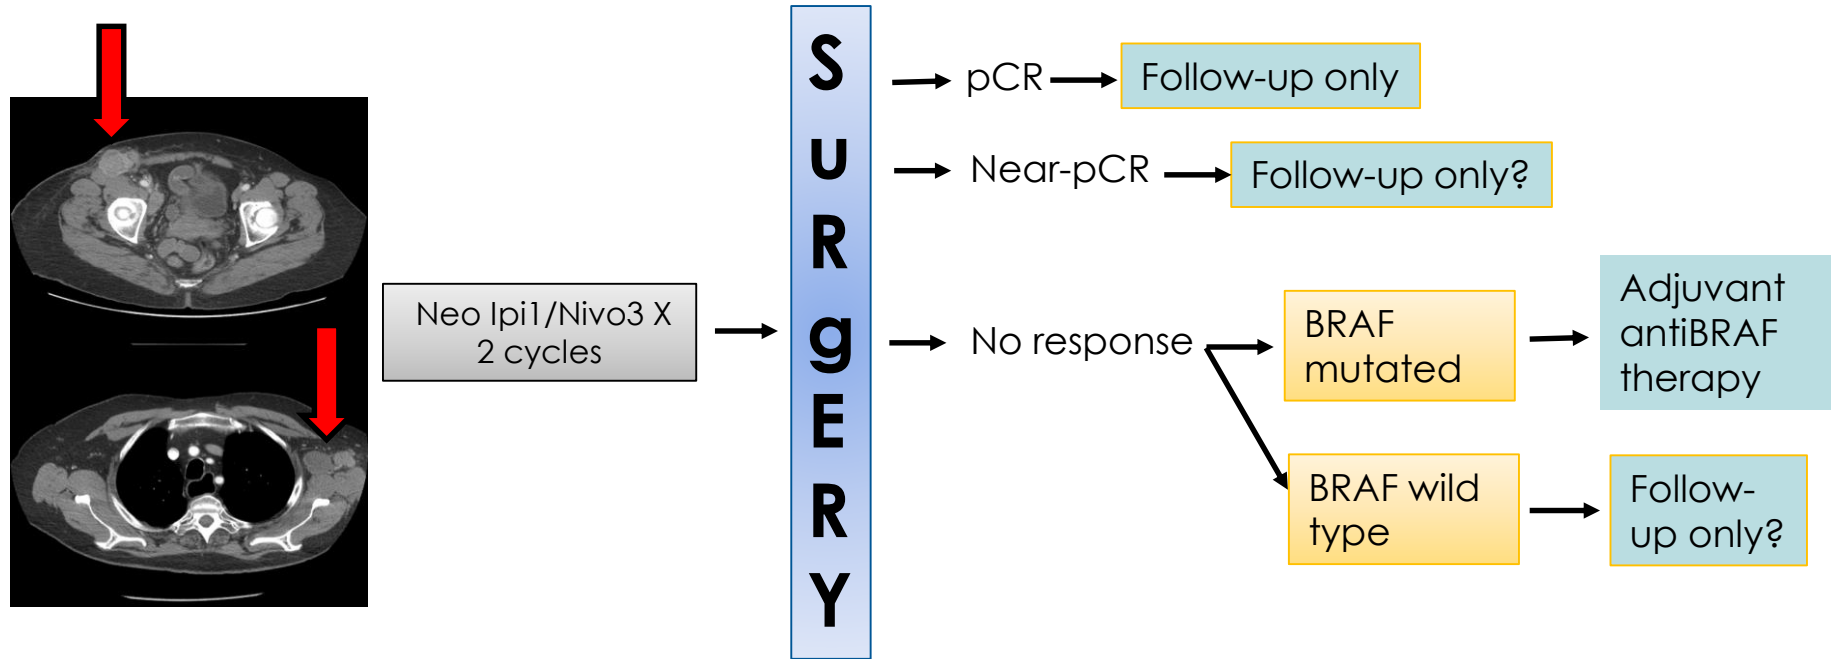 Neo Ipi1/Nivo3 X
2 cycles
S
u
R
g
E
R
Y
pCR
Follow-up only
Near-pCR
Follow-up only?
No response
BRAF
mutated
Adjuvant
antiBRAF
therapy
BRAF wild
type
Follow-
up only?